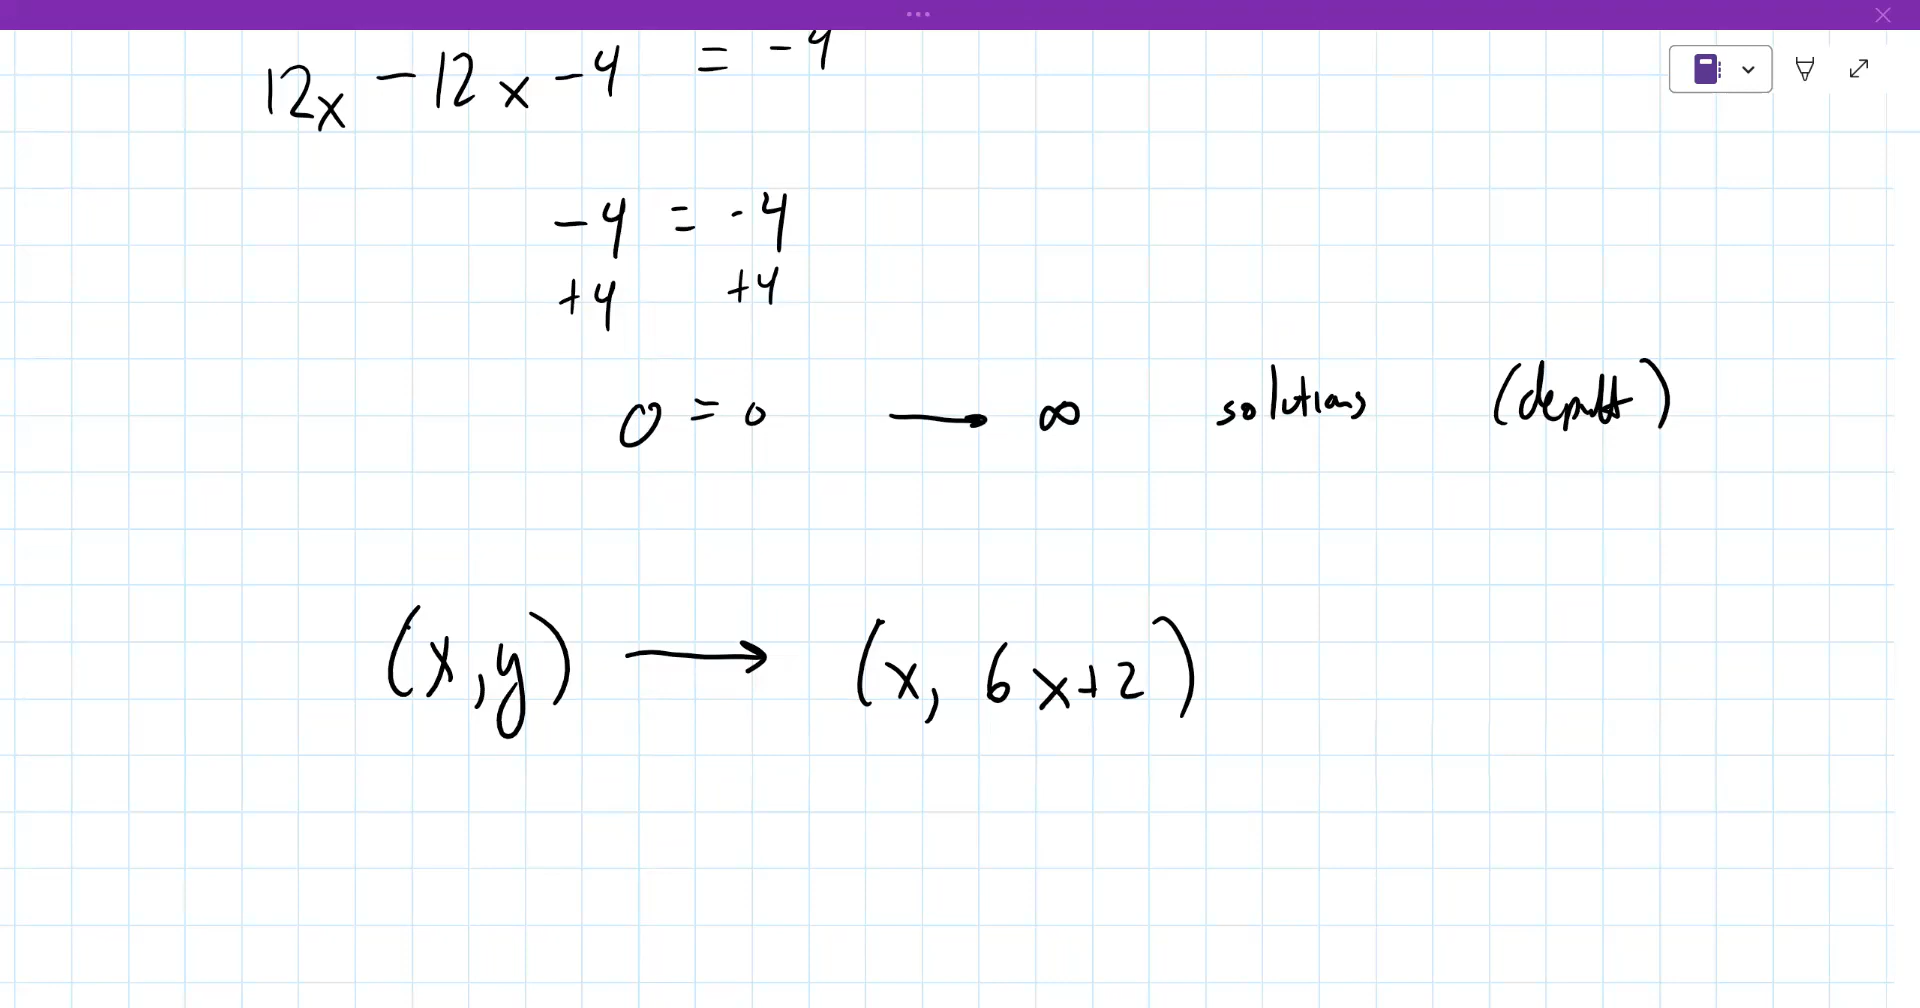 12x - 12x - 4 = -4
-4 = -4
+4 +4
0 = 0 → ∞ solutions
(x, y) → (x, 6x+2)